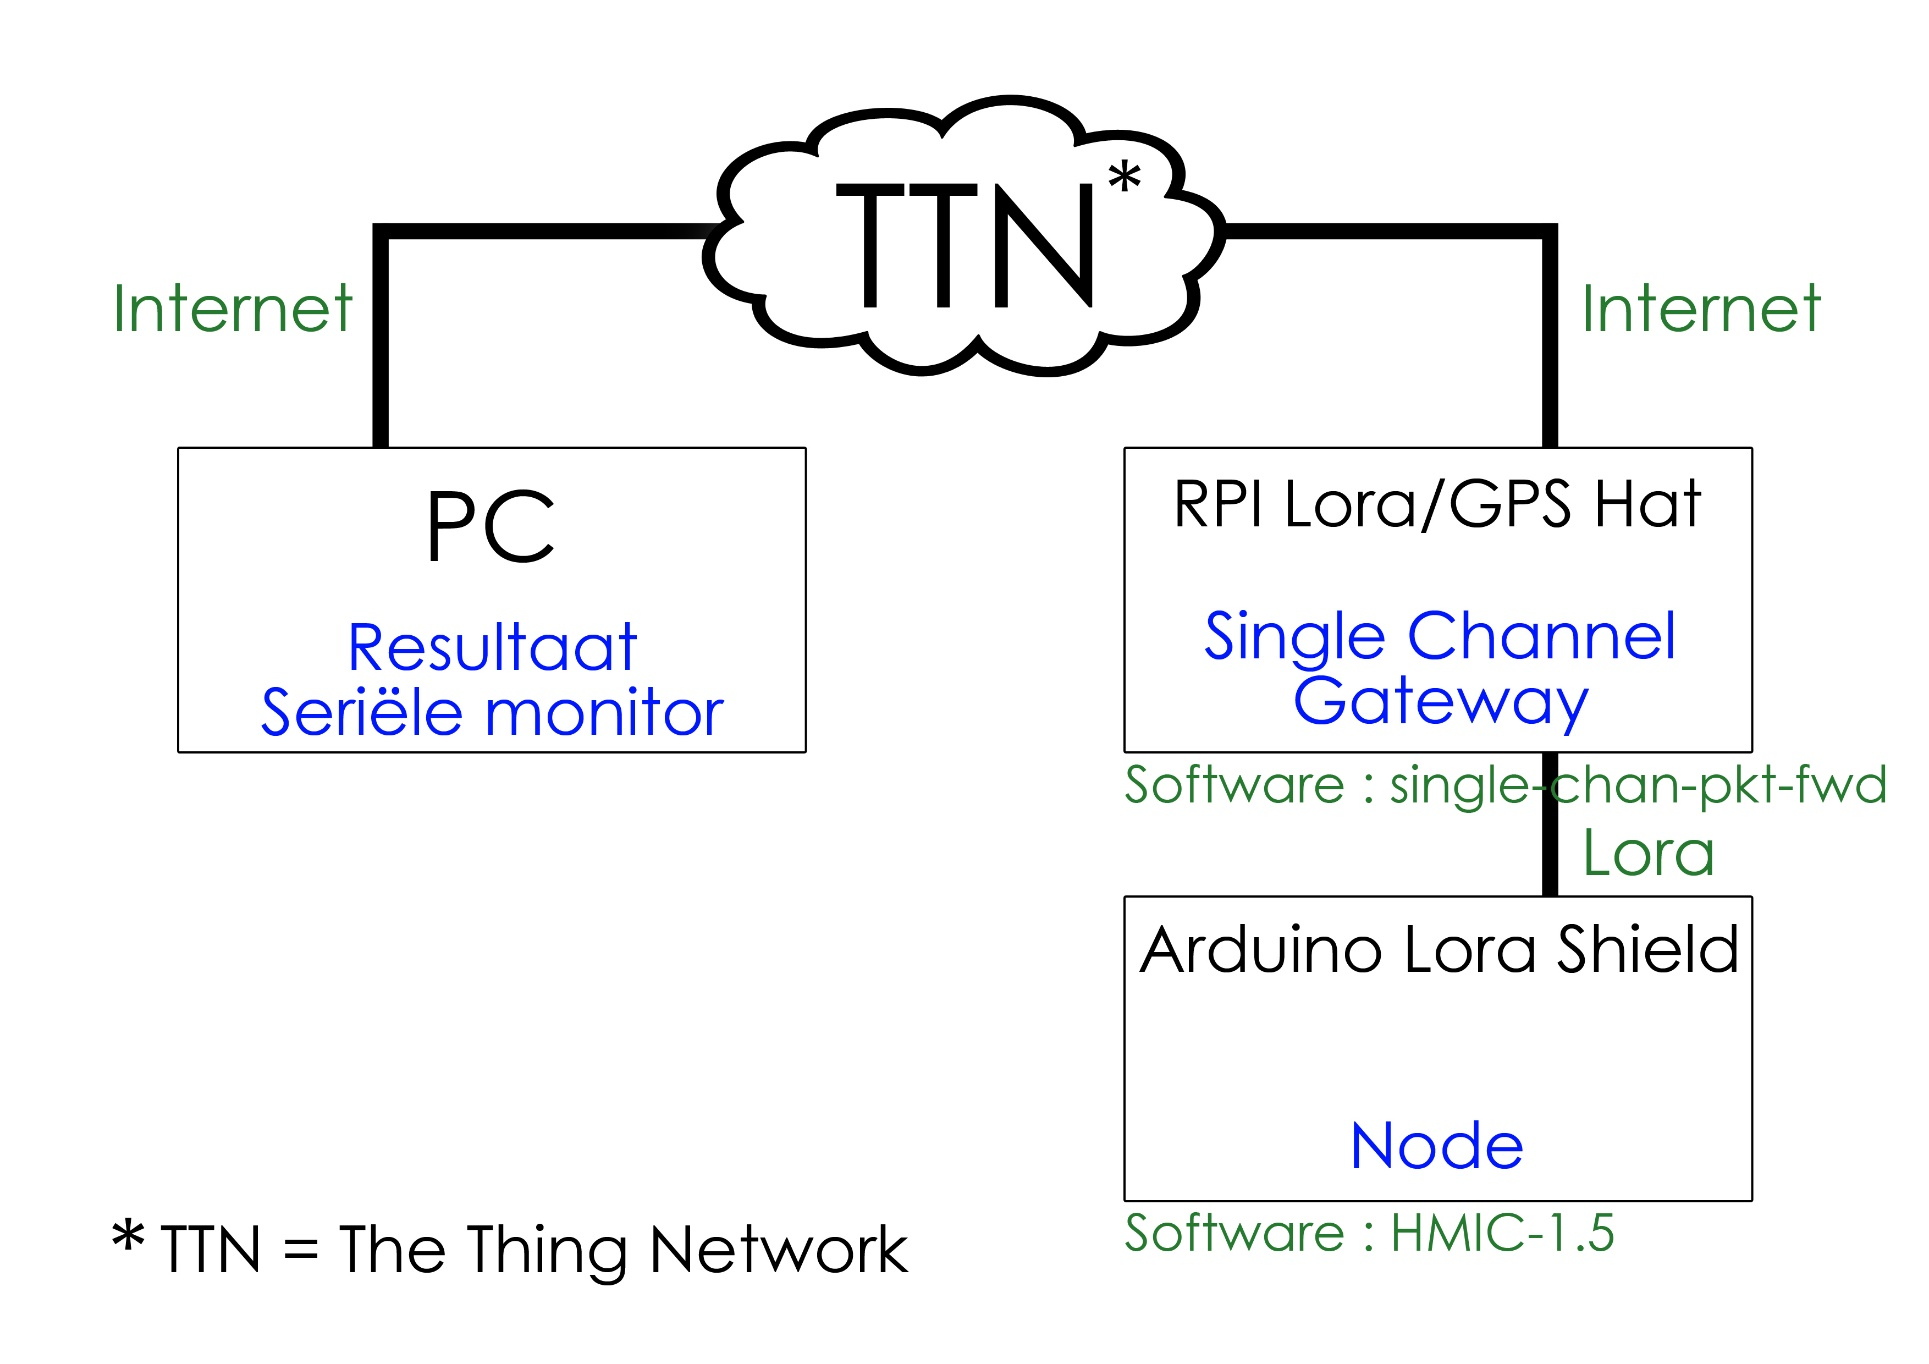 TTN*
Internet
Internet
PC
Resultaat
Seriële monitor
RPI Lora/GPS Hat
Single Channel
Gateway
Software : single-chan-pkt-fwd
Lora
Arduino Lora Shield
Node
Software : HMIC-1.5
* TTN = The Thing Network